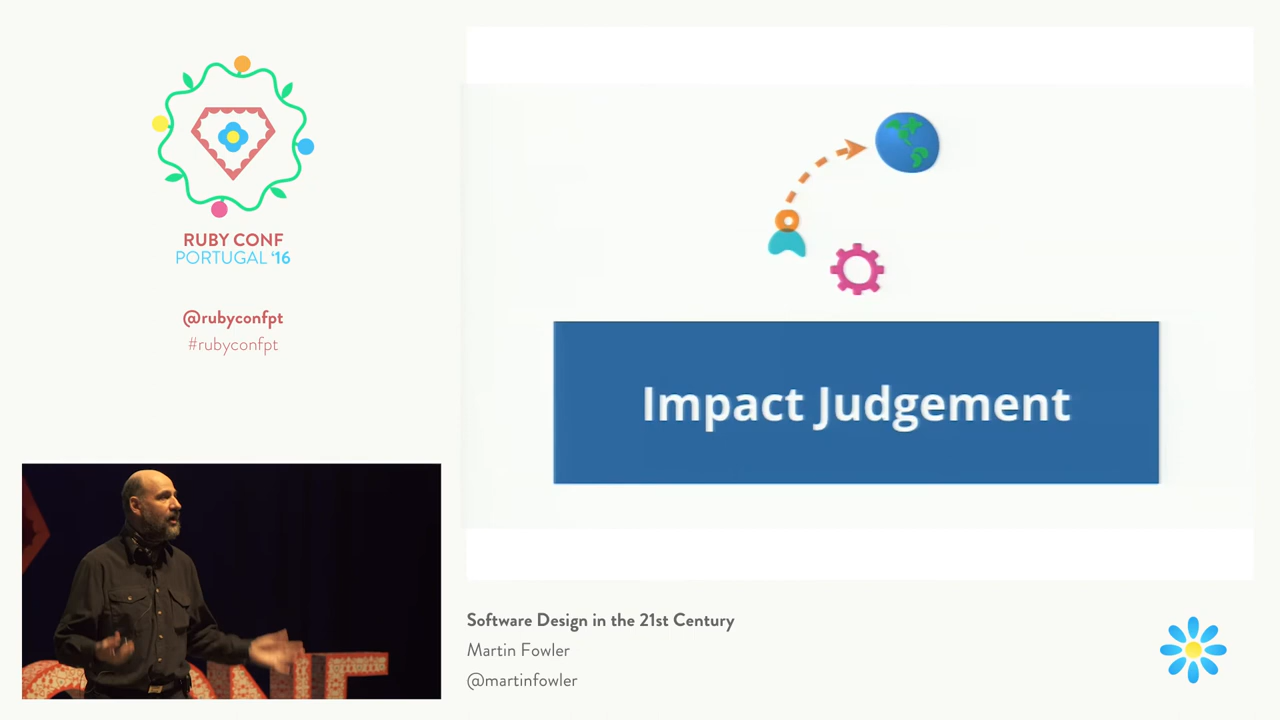 RUBY CONF
PORTUGAL '16
@rubyconfpt
#rubyconfpt
Impact Judgement
Software Design in the 21st Century
Martin Fowler
@martinfowler